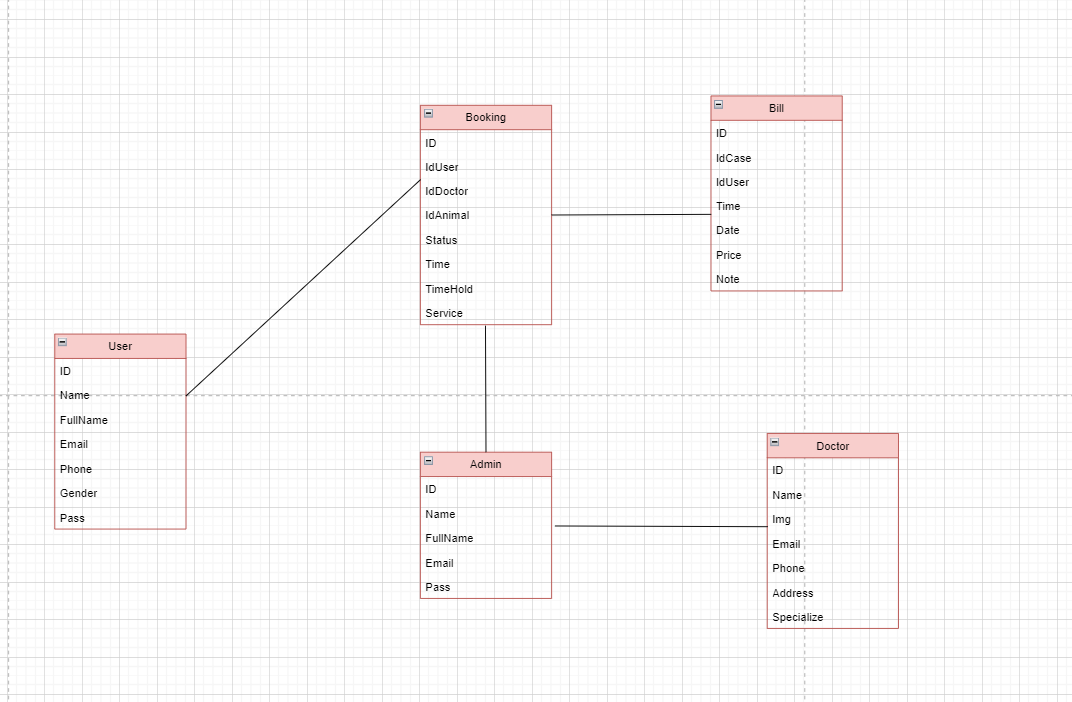 Booking
ID
IdUser
IdDoctor
IdAnimal
Status
Time
TimeHold
Service
Bill
ID
IdCase
IdUser
Time
Date
Price
Note
User
ID
Name
FullName
Email
Phone
Gender
Pass
Admin
ID
Name
FullName
Email
Pass
Doctor
ID
Name
Img
Email
Phone
Address
Specialize